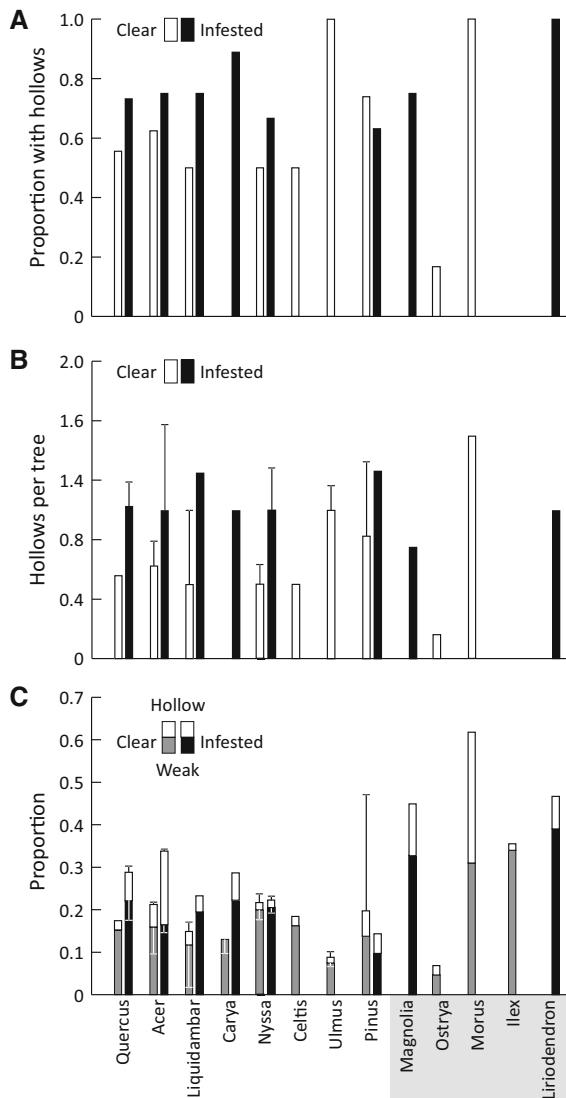 A
Clear Infested
Proportion with hollows
1.0
0.8
0.6
0.4
0.2
0
B
Clear Infested
Hollows per tree
2.0
1.6
1.4
0.8
0.4
0
C
Hollow
Clear Infested
Weak
Proportion
0.7
0.6
0.5
0.4
0.3
0.2
0.1
0
Quercus
Acer
Liquidambar
Carya
Nyssa
Celtis
Ulmus
Pinus
Magnolia
Ostrya
Morus
Ilex
Liriodendron